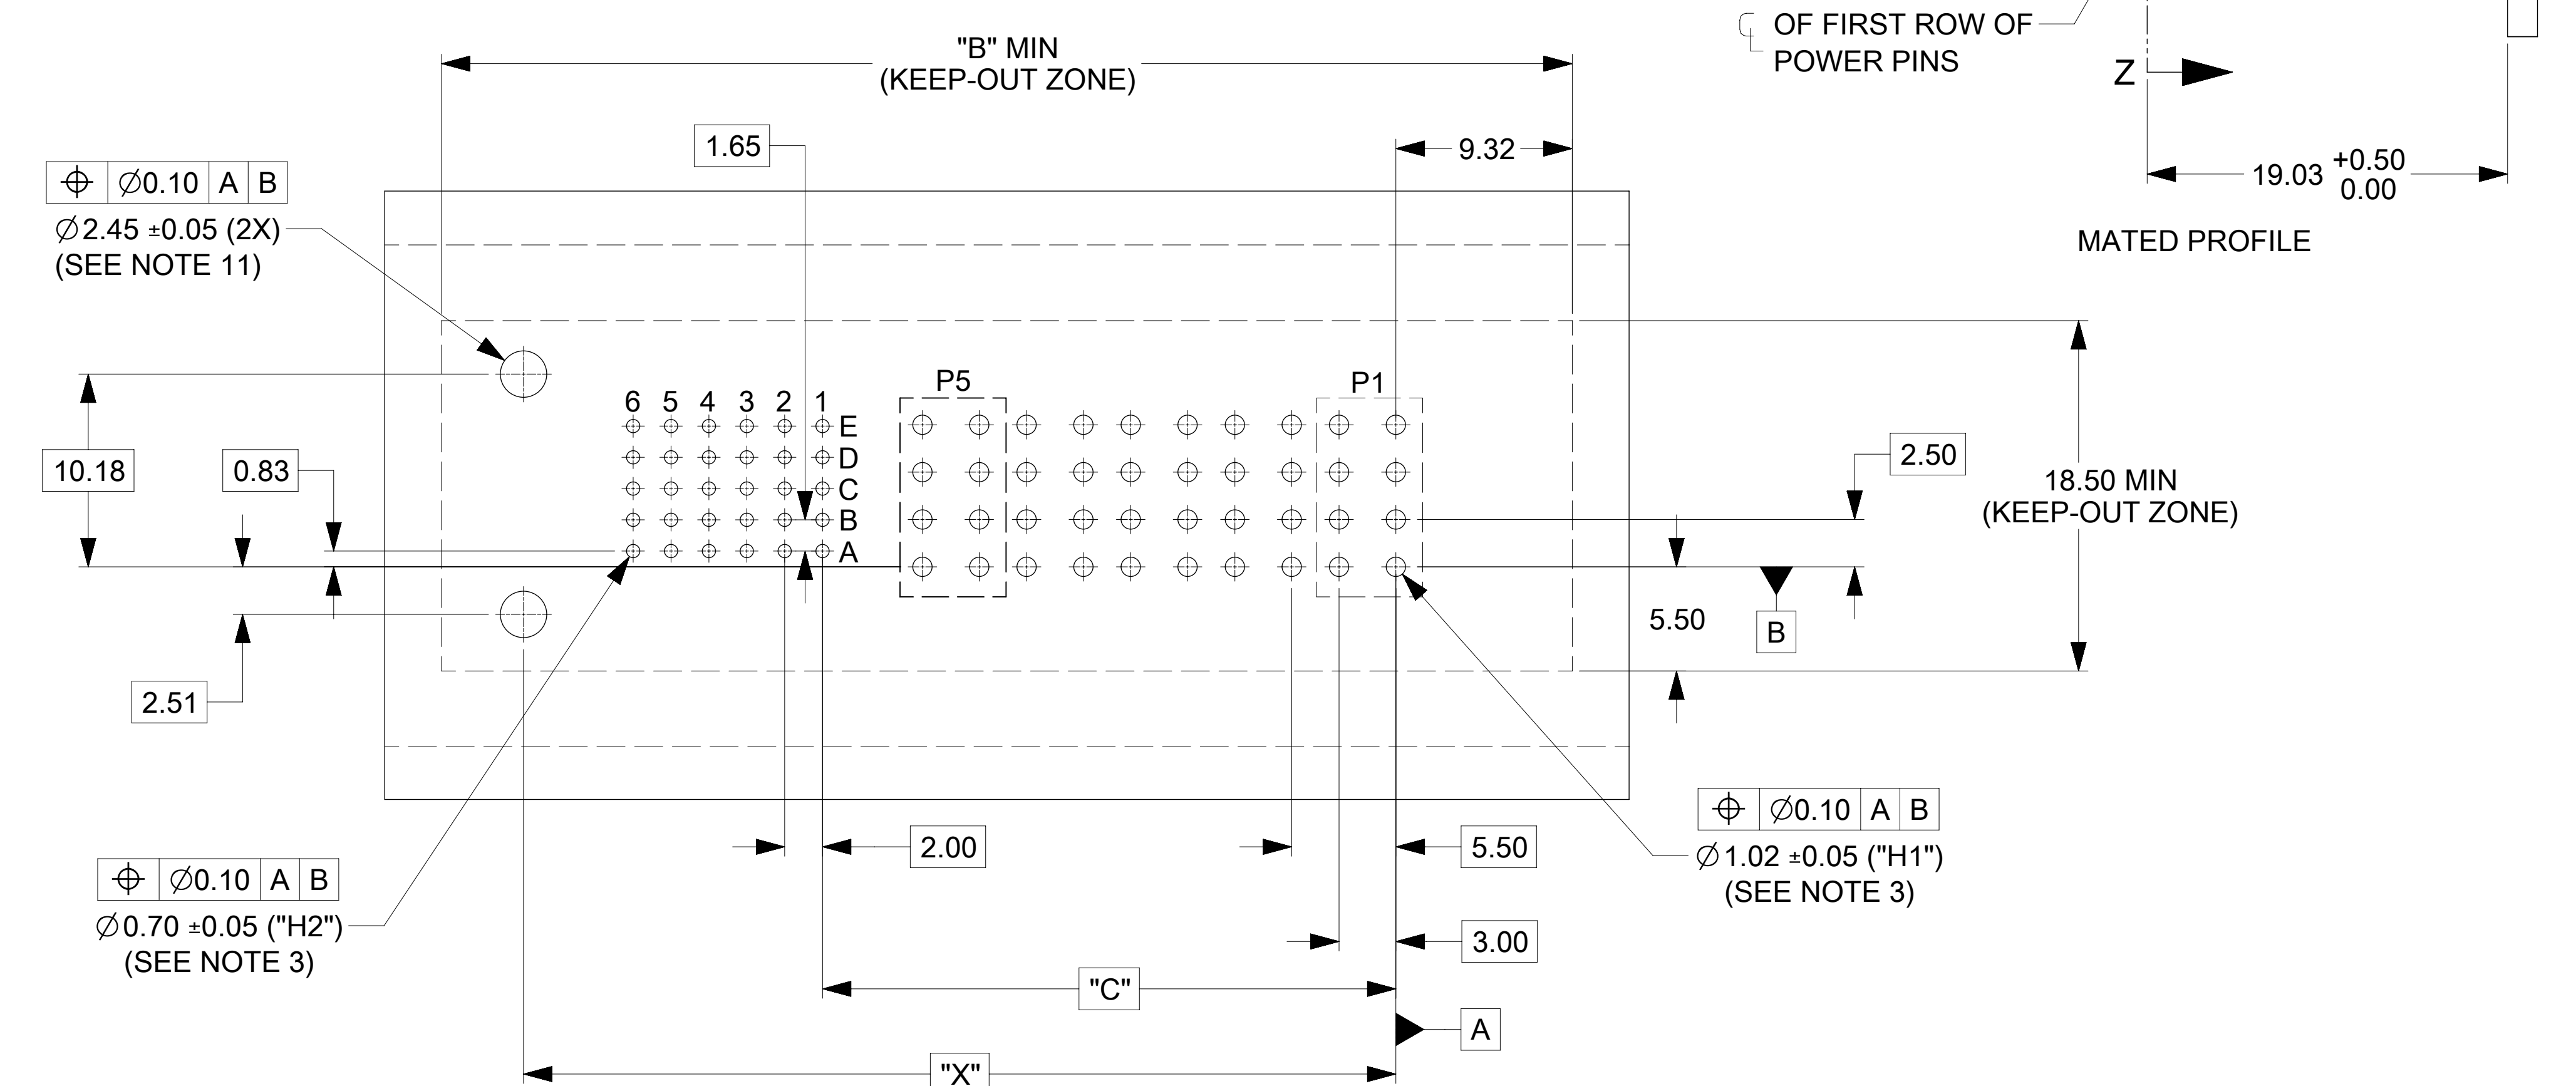 OF FIRST ROW OF
POWER PINS
Z
19.03 +0.50
0.00
MATED PROFILE
"B" MIN
(KEEP-OUT ZONE)
1.65
9.32
⌖ ∅0.10 A B
∅2.45 ±0.05 (2X)
(SEE NOTE 11)
P5
P1
6 5 4 3 2 1
E
D
C
B
A
10.18
0.83
2.51
2.50
18.50 MIN
(KEEP-OUT ZONE)
5.50
B
⌖ ∅0.10 A B
∅1.02 ±0.05 ("H1")
(SEE NOTE 3)
2.00
5.50
⌖ ∅0.10 A B
∅0.70 ±0.05 ("H2")
(SEE NOTE 3)
3.00
"C"
A
"X"